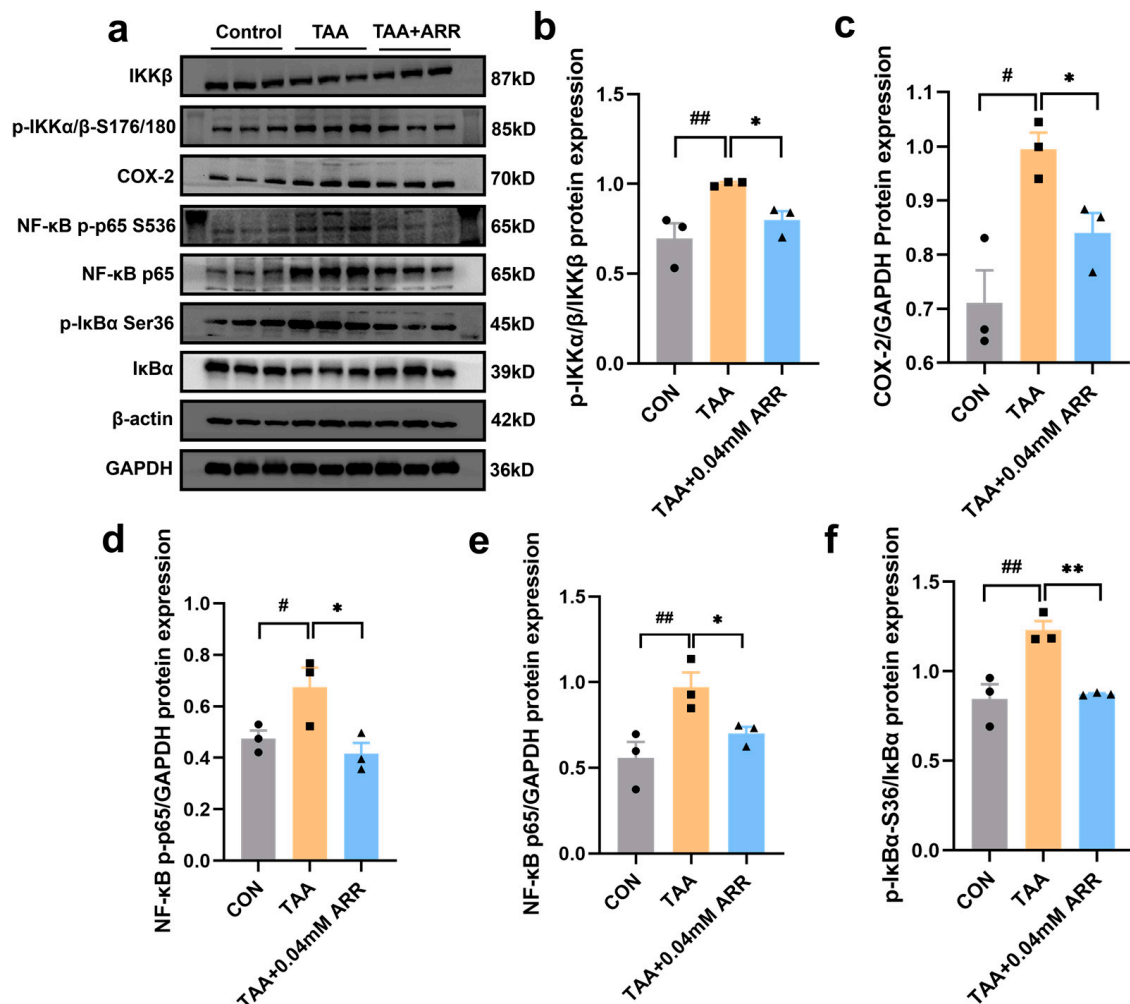 a
Control TAA TAA+ARR
IKKβ 87kD
p-IKKα/β-S176/180 85kD
COX-2 70kD
NF-κB p-p65 S536 65kD
NF-κB p65 65kD
p-IκBα Ser36 45kD
IκBα 39kD
β-actin 42kD
GAPDH 36kD
b
p-IKKα/β/IKKβ protein expression
1.5
1.0
0.5
0.0
## *
CON
TAA
TAA+0.04mM ARR
c
COX-2/GAPDH Protein expression
1.1
1.0
0.9
0.8
0.7
0.6
# *
CON
TAA
TAA+0.04mM ARR
d
NF-κB p-p65/GAPDH protein expression
1.0
0.8
0.6
0.4
0.2
0.0
# *
CON
TAA
TAA+0.04mM ARR
e
NF-κB p65/GAPDH protein expression
1.5
1.0
0.5
0.0
## *
CON
TAA
TAA+0.04mM ARR
f
p-IκBα-S36/IκBα protein expression
1.5
1.0
0.5
0.0
## **
CON
TAA
TAA+0.04mM ARR